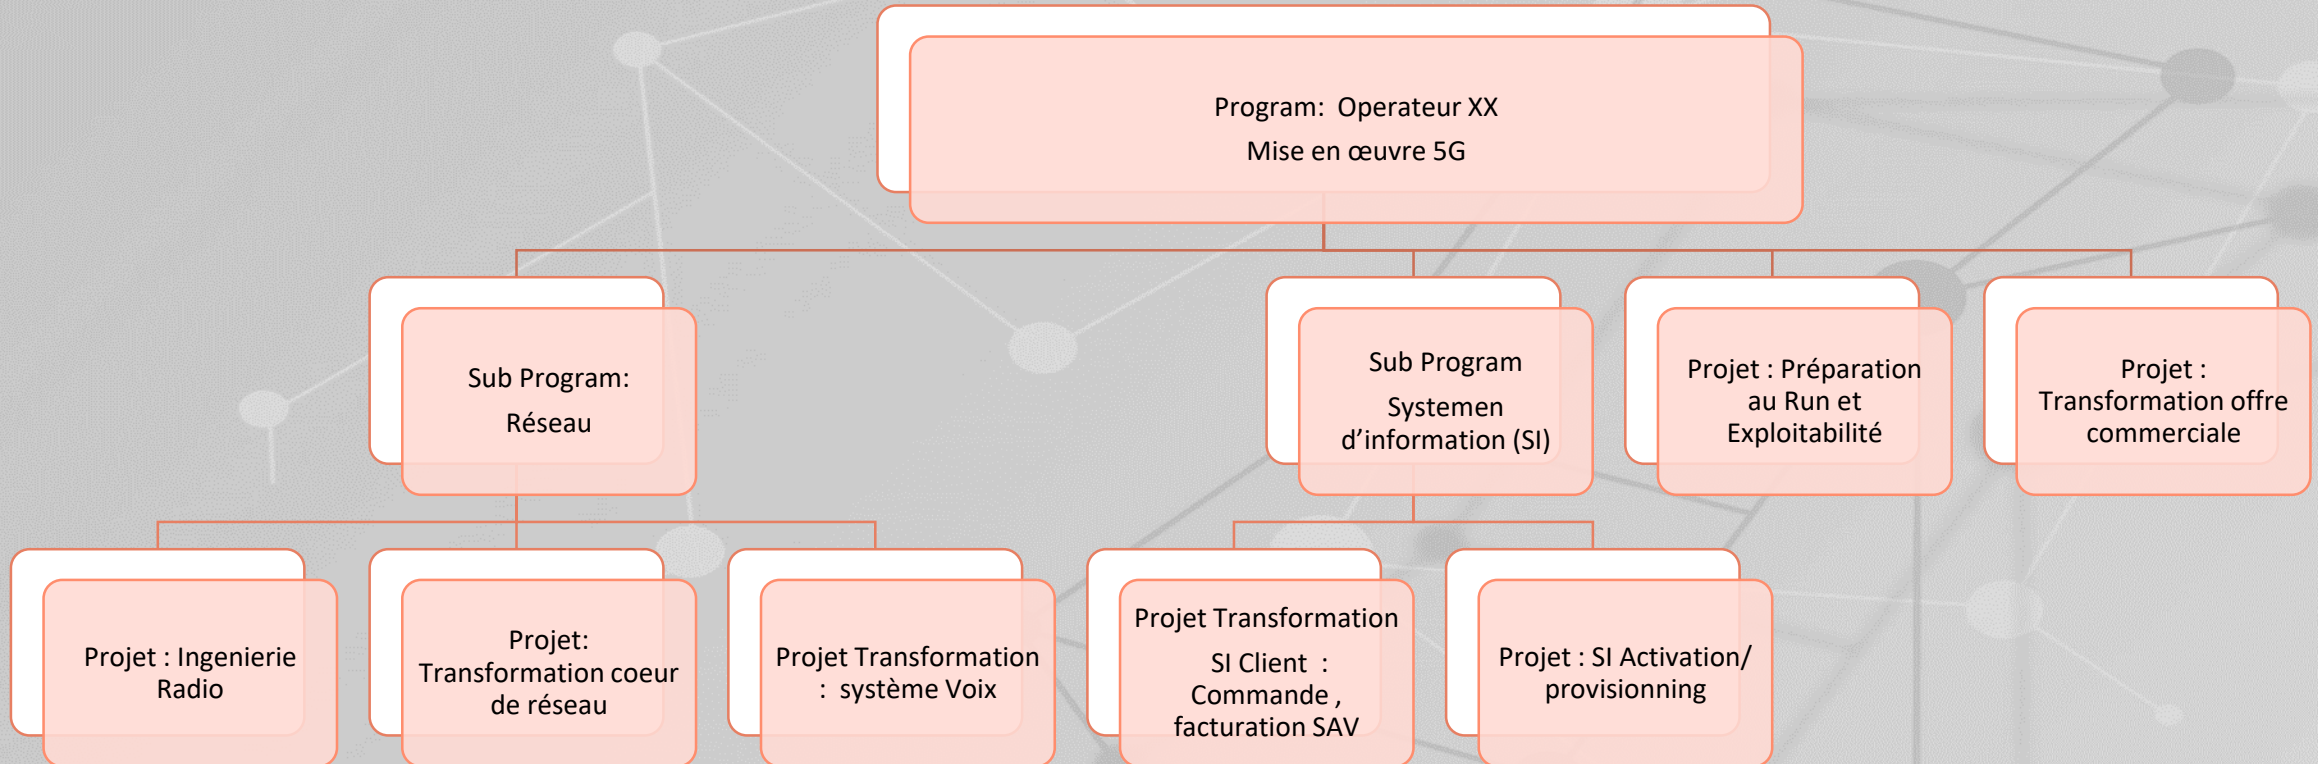 Program:  Operateur XX
Mise en œuvre 5G
Sub Program:
Réseau
Sub Program
Systemen
d’information (SI)
Projet : Préparation
au Run et
Exploitabilité
Projet :
Transformation offre
commerciale
Projet : Ingenierie
Radio
Projet:
Transformation coeur
de réseau
Projet Transformation
:  système Voix
Projet Transformation
SI Client  :
Commande ,
facturation SAV
Projet : SI Activation/
provisionning